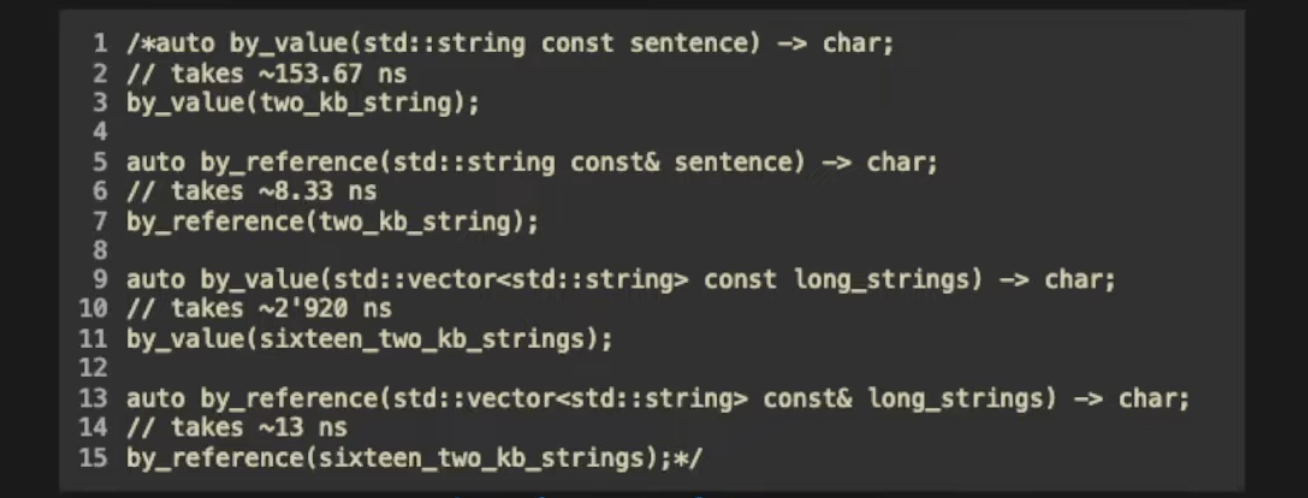 1 /*auto by_value(std::string const sentence) -> char;
2 // takes ~153.67 ns
3 by_value(two_kb_string);
4
5 auto by_reference(std::string const& sentence) -> char;
6 // takes ~8.33 ns
7 by_reference(two_kb_string);
8
9 auto by_value(std::vector<std::string> const long_strings) -> char;
10 // takes ~2'920 ns
11 by_value(sixteen_two_kb_strings);
12
13 auto by_reference(std::vector<std::string> const& long_strings) -> char;
14 // takes ~13 ns
15 by_reference(sixteen_two_kb_strings);*/